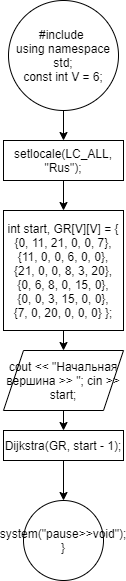 #include
using namespace
std;
const int V = 6;
setlocale(LC_ALL,
"Rus");
int start, GR[V][V] = {
{0, 11, 21, 0, 0, 7},
{11, 0, 0, 6, 0, 0},
{21, 0, 0, 8, 3, 20},
{0, 6, 8, 0, 15, 0},
{0, 0, 3, 15, 0, 0},
{7, 0, 20, 0, 0, 0} };
cout << "Начальная
вершина >> "; cin >>
start;
Dijkstra(GR, start - 1);
system("pause>>void");
}